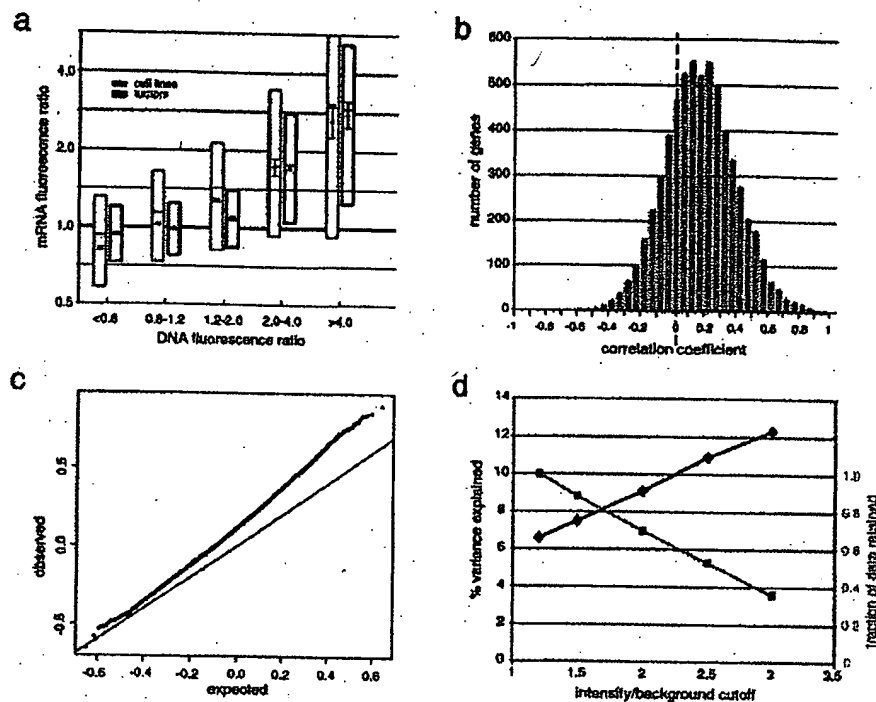 a
mRNA fluorescence ratio
4.0
2.0
1.0
0.5
cell lines
tumors
<0.8
0.8-1.2
1.2-2.0
2.0-4.0
>4.0
DNA fluorescence ratio
b
number of genes
600
500
400
300
200
100
0
-1 -0.8 -0.6 -0.4 -0.2 0 0.2 0.4 0.6 0.8 1
correlation coefficient
c
observed
0.5
0.0
-0.5
-0.6 -0.4 -0.2 0.0 0.2 0.4 0.6
expected
d
% variance explained
14
12
10
8
6
4
2
0
1 1.5 2 2.5 3 3.5
intensity/background cutoff
1.0
0.8
0.6
0.4
0.2
0
fraction of data retained